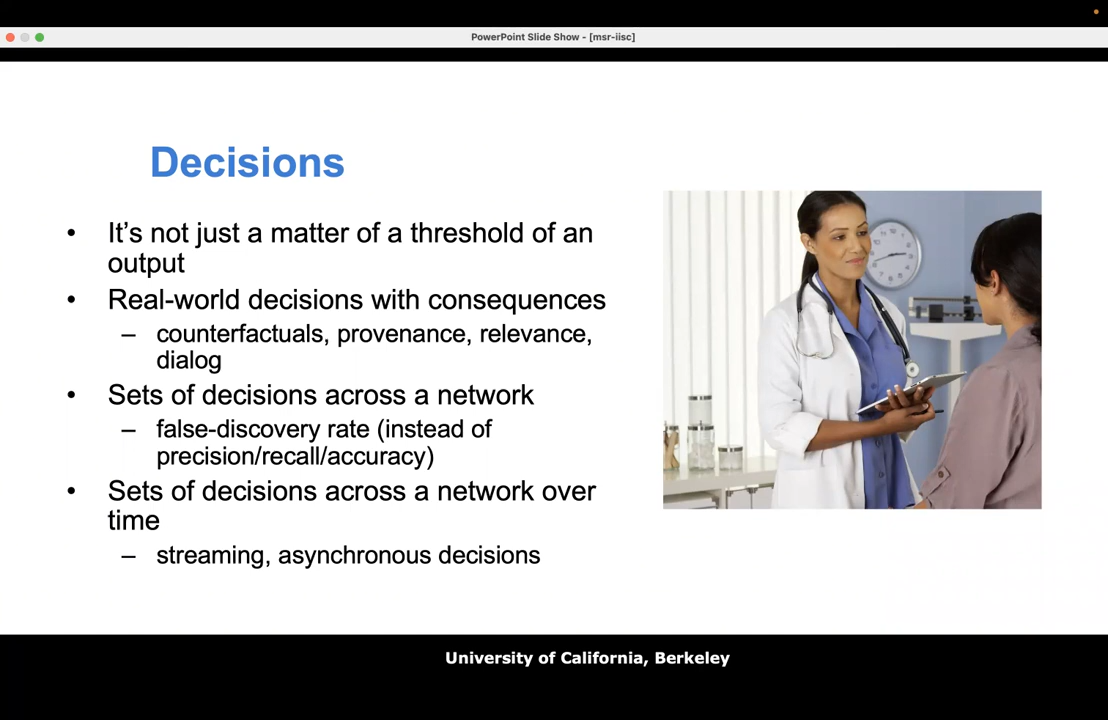 PowerPoint Slide Show - [msr-iisc]
Decisions
• It’s not just a matter of a threshold of an
output
• Real-world decisions with consequences
– counterfactuals, provenance, relevance,
dialog
• Sets of decisions across a network
– false-discovery rate (instead of
precision/recall/accuracy)
• Sets of decisions across a network over
time
– streaming, asynchronous decisions
University of California, Berkeley